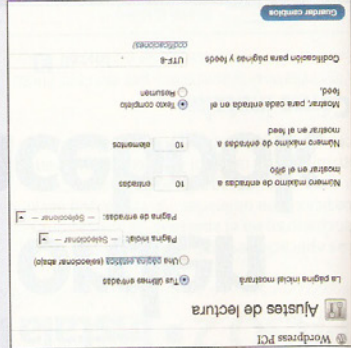 Wordpress PCI
Ajustes de lectura
La página inicial mostrará
Tus últimas entradas
Una página estática (seleccionar abajo)
Página inicial: — Seleccionar —
Página de entradas: — Seleccionar —
Número máximo de entradas a mostrar en el sitio
10 entradas
Número máximo de entradas a mostrar en el feed
10 elementos
Mostrar, para cada entrada en el feed,
Texto completo
Resumen
Codificación para páginas y feeds
UTF-8
codificaciones)
Guardar cambios